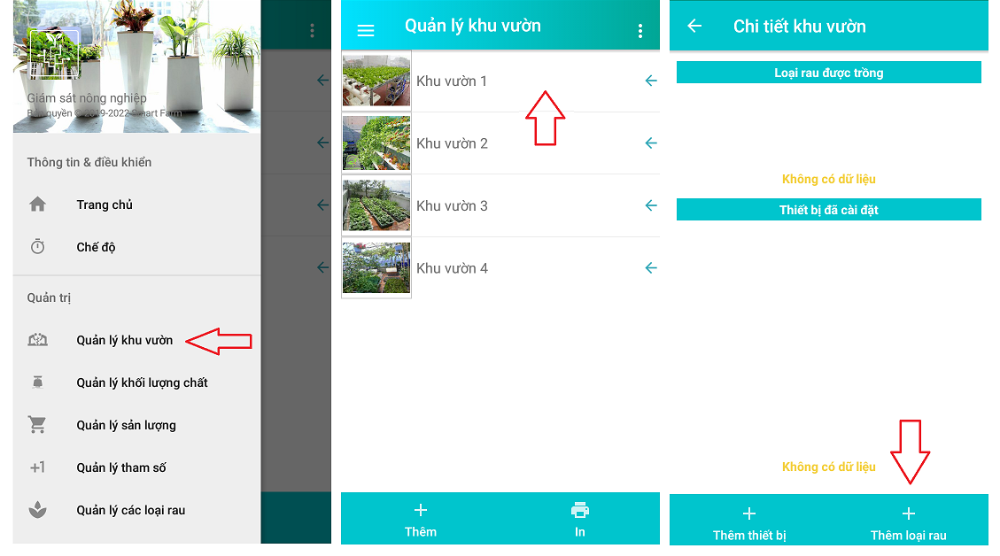 Giám sát nông nghiệp
Bản quyền © 2019-2022 Smart Farm
Thông tin & điều khiển
Trang chủ
Chế độ
Quản trị
Quản lý khu vườn
Quản lý khối lượng chất
Quản lý sản lượng
+1 Quản lý tham số
Quản lý các loại rau
Quản lý khu vườn
Khu vườn 1
Khu vườn 2
Khu vườn 3
Khu vườn 4
Thêm
In
Chi tiết khu vườn
Loại rau được trồng
Không có dữ liệu
Thiết bị đã cài đặt
Không có dữ liệu
Thêm thiết bị
Thêm loại rau